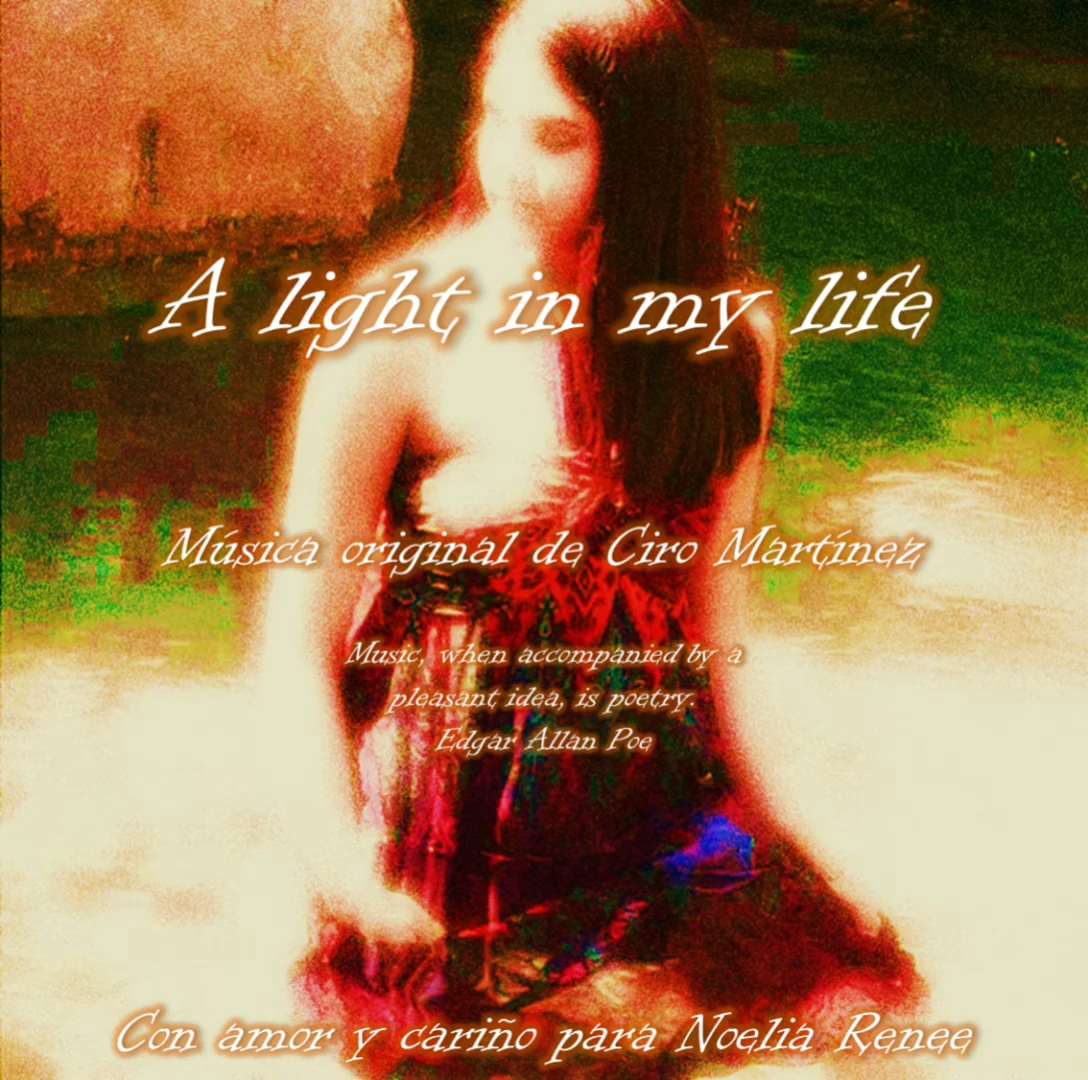 A light in my life
Música original de Ciro Martínez
Music, when accompanied by a
pleasant idea, is poetry.
Edgar Allan Poe
Con amor y cariño para Noelia Renee